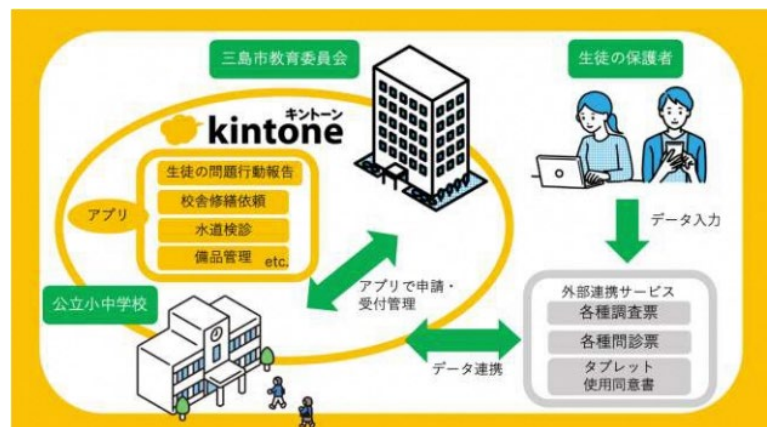 三島市教育委員会
生徒の保護者
キントーン
kintone
生徒の問題行動報告
校舎修繕依頼
水道検診
備品管理
etc.
アプリ
データ入力
公立小中学校
アプリで申請・
受付管理
外部連携サービス
各種調査票
各種問診票
タブレット
使用同意書
データ連携